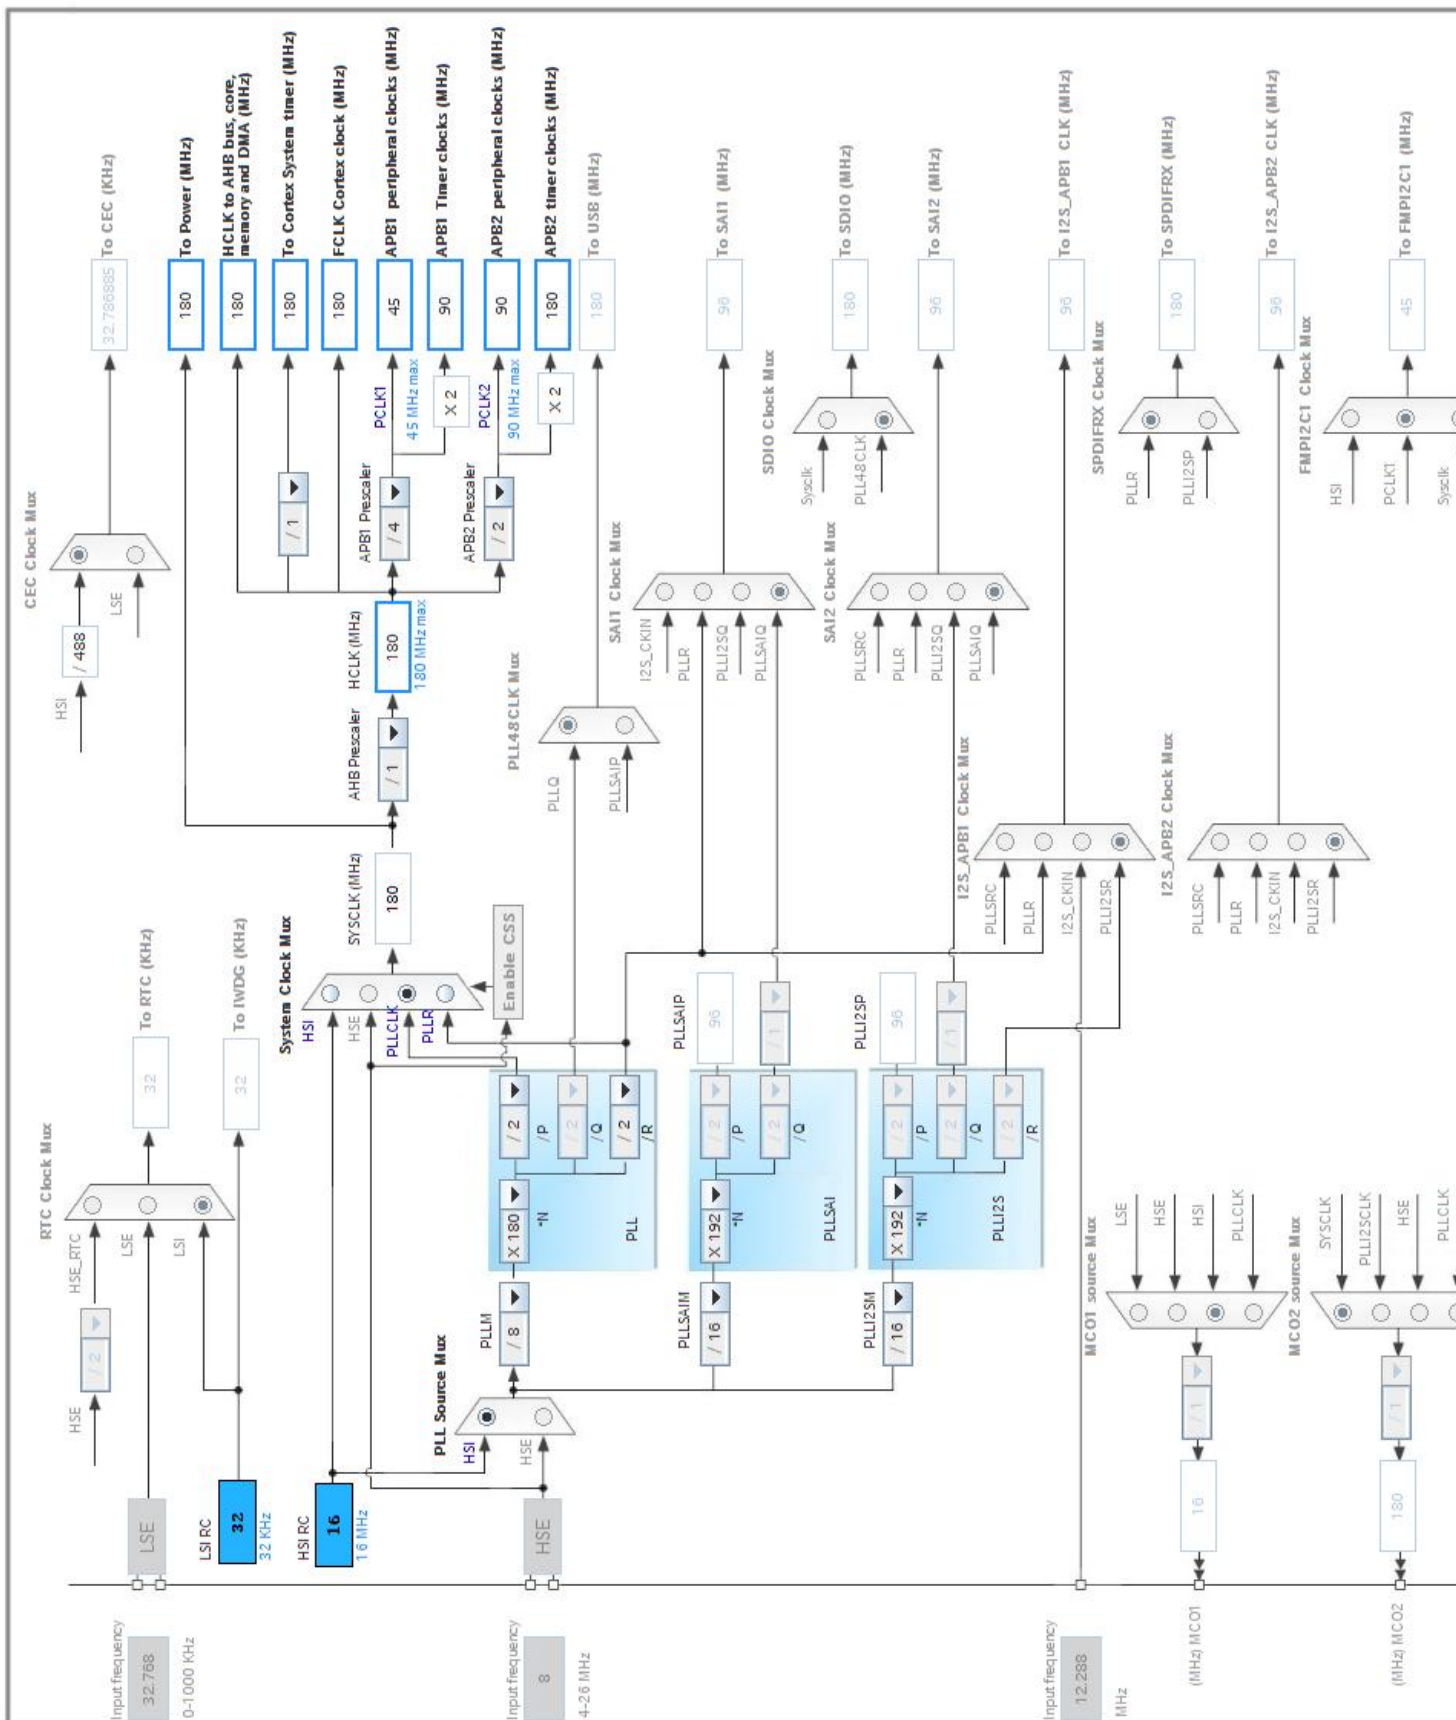 RTC Clock Mux
Input frequency
32.768
0-1000 KHz
LSE
HSE
/ 2
HSE_RTC
LSE
LSI
32
To RTC (KHz)
LSI RC
32
32 KHz
32
To IWDG (KHz)
HSI RC
16
16 MHz
CEC Clock Mux
HSI
/ 488
LSE
32.786885
To CEC (KHz)
System Clock Mux
HSI
HSE
PLLCLK
PLLR
Enable CSS
SYSCLK (MHz)
180
AHB Prescaler
/ 1
HCLK (MHz)
180
180 MHz max
180
To Power (MHz)
180
HCLK to AHB bus, core,
memory and DMA (MHz)
/ 1
180
To Cortex System timer (MHz)
180
FCLK Cortex clock (MHz)
APB1 Prescaler
/ 4
PCLK1
45 MHz max
45
APB1 peripheral clocks (MHz)
X 2
90
APB1 Timer clocks (MHz)
APB2 Prescaler
/ 2
PCLK2
90 MHz max
90
APB2 peripheral clocks (MHz)
X 2
180
APB2 timer clocks (MHz)
Input frequency
8
4-26 MHz
HSE
PLL Source Mux
HSI
HSE
PLLM
/ 8
X 180
*N
/ 2
/P
/ 2
/Q
/ 2
/R
PLL
PLL48CLK Mux
PLLQ
PLLSAIP
180
To USB (MHz)
PLLSAIM
/ 16
X 192
*N
/ 2
/P
/ 2
/Q
PLLSAI
PLLSAIP
96
/ 1
SAI1 Clock Mux
I2S_CKIN
PLLR
PLLI2SQ
PLLSAIQ
96
To SAI1 (MHz)
SDIO Clock Mux
Sysclk
PLL48CLK
180
To SDIO (MHz)
PLLI2SM
/ 16
X 192
*N
/ 2
/P
/ 2
/Q
/ 2
/R
PLLI2S
PLLI2SP
96
/ 1
SAI2 Clock Mux
PLLSRC
PLLR
PLLI2SQ
PLLSAIQ
96
To SAI2 (MHz)
Input frequency
12.288
MHz
I2S_APB1 Clock Mux
PLLSRC
PLLR
I2S_CKIN
PLLI2SR
96
To I2S_APB1 CLK (MHz)
SPDIFRX Clock Mux
PLLR
PLLI2SP
180
To SPDIFRX (MHz)
I2S_APB2 Clock Mux
PLLSRC
PLLR
I2S_CKIN
PLLI2SR
96
To I2S_APB2 CLK (MHz)
FMPI2C1 Clock Mux
HSI
PCLK1
Sysclk
45
To FMPI2C1 (MHz)
MCO1 source Mux
(MHz) MCO1
16
/ 1
LSE
HSE
HSI
PLLCLK
MCO2 source Mux
(MHz) MCO2
180
/ 1
SYSCLK
PLLI2SCLK
HSE
PLLCLK